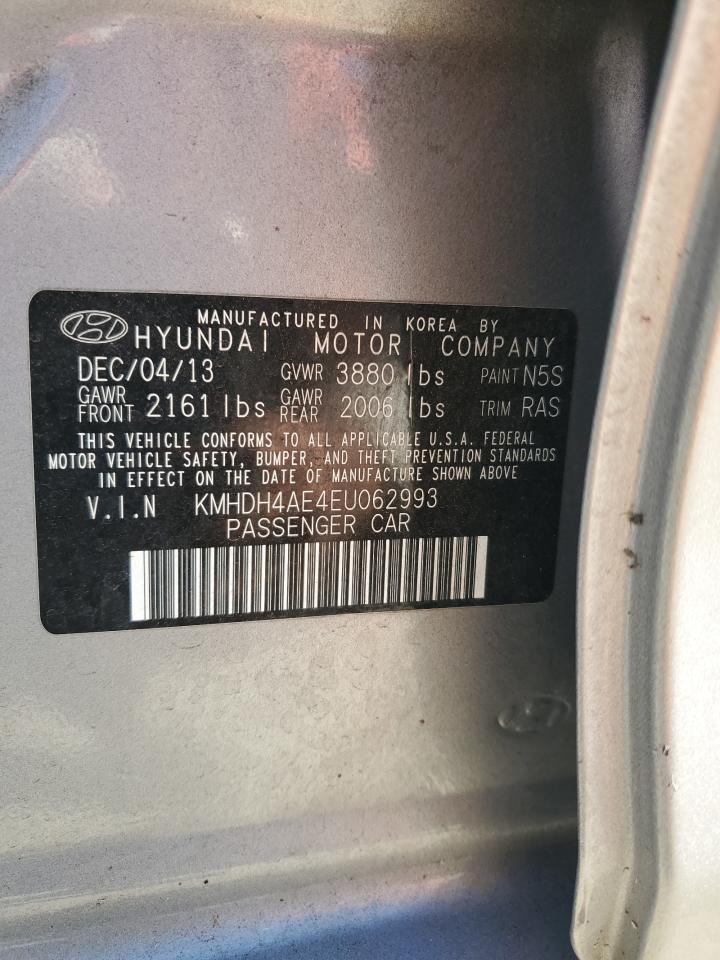 MANUFACTURED IN KOREA BY
HYUNDAI MOTOR COMPANY
DEC/04/13 GVWR 3880 lbs PAINT N5S
GAWR FRONT 2161 lbs GAWR REAR 2006 lbs TRIM RAS
THIS VEHICLE CONFORMS TO ALL APPLICABLE U.S.A. FEDERAL
MOTOR VEHICLE SAFETY, BUMPER, AND THEFT PREVENTION STANDARDS
IN EFFECT ON THE DATE OF MANUFACTURE SHOWN ABOVE
V.I.N KMHDH4AE4EU062993
PASSENGER CAR